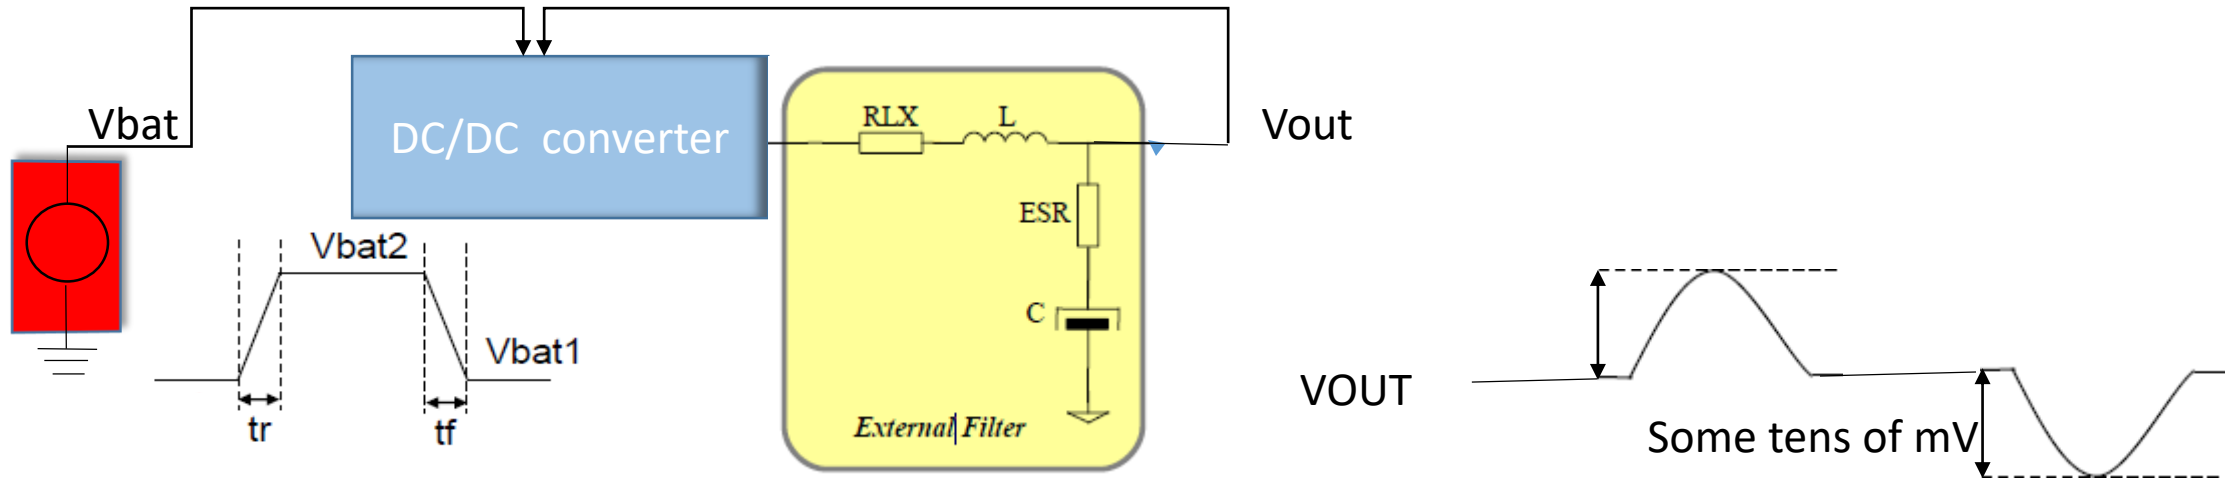 Vbat
DC/DC converter
RLX
L
Vout
ESR
Vbat2
C
Vbat1
VOUT
tr
tf
External Filter
Some tens of mV